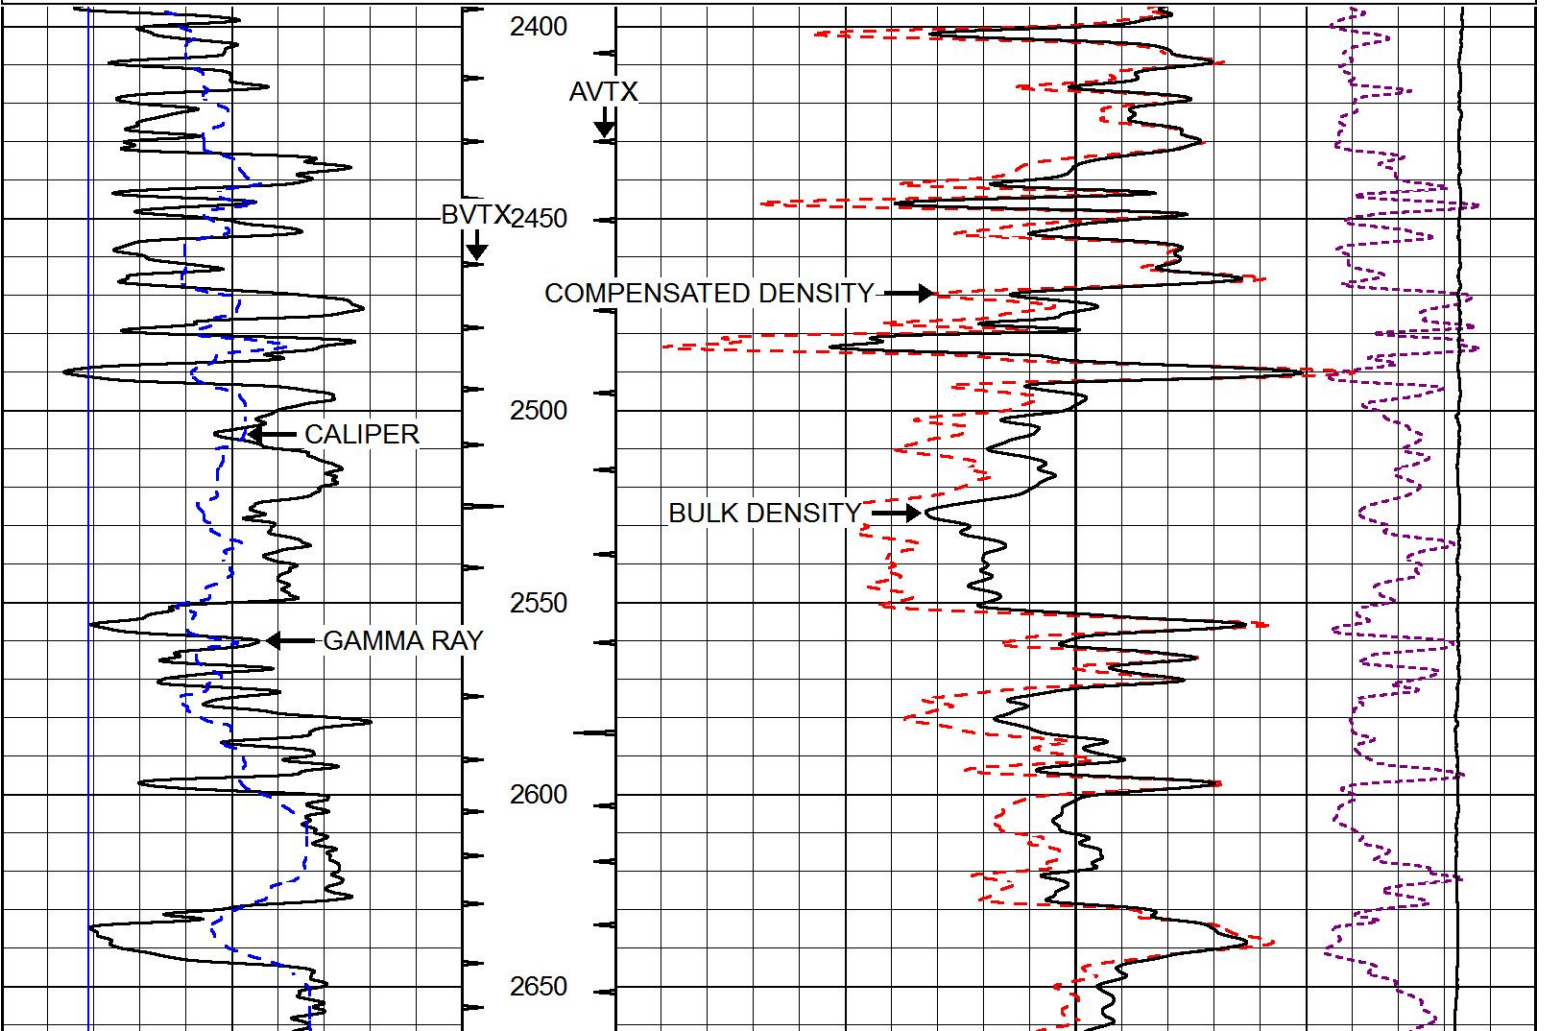 2400
AVTX
BVTX
2450
COMPENSATED DENSITY
2500
CALIPER
BULK DENSITY
2550
GAMMA RAY
2600
2650